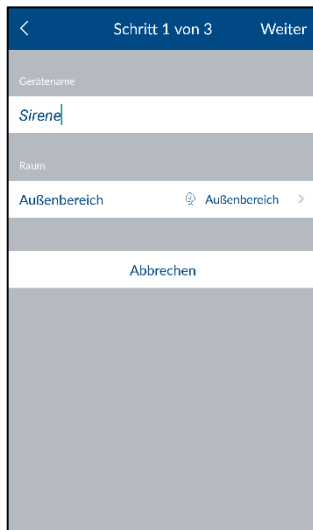 Schritt 1 von 3 Weiter
Gerätename
Sirene
Raum
Außenbereich Außenbereich
Abbrechen